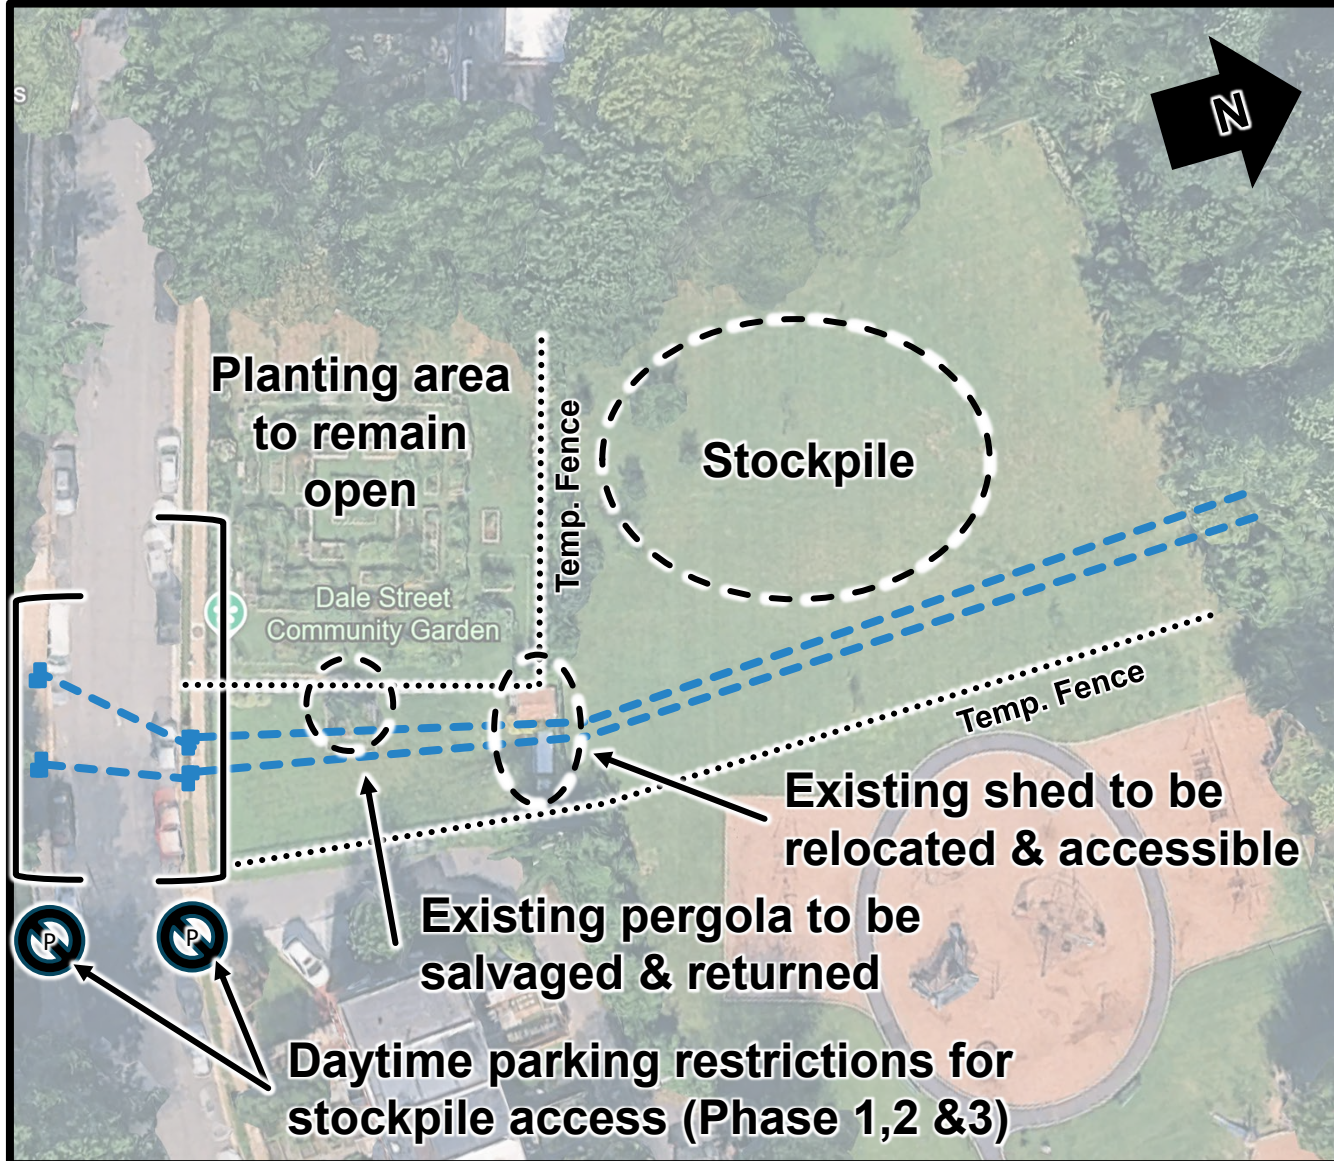 s
N
Planting area
to remain
open
Temp. Fence
Stockpile
Dale Street
Community Garden
Temp. Fence
Existing shed to be
relocated & accessible
Existing pergola to be
salvaged & returned
P
P
Daytime parking restrictions for
stockpile access (Phase 1,2 &3)